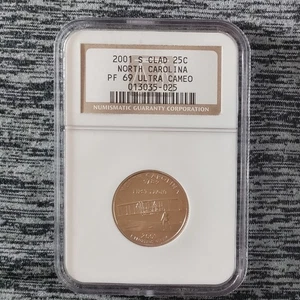 2001 S CLAD 25C
NORTH CAROLINA
PF 69 ULTRA CAMEO
013035-025
NUMISMATIC GUARANTY CORPORATION